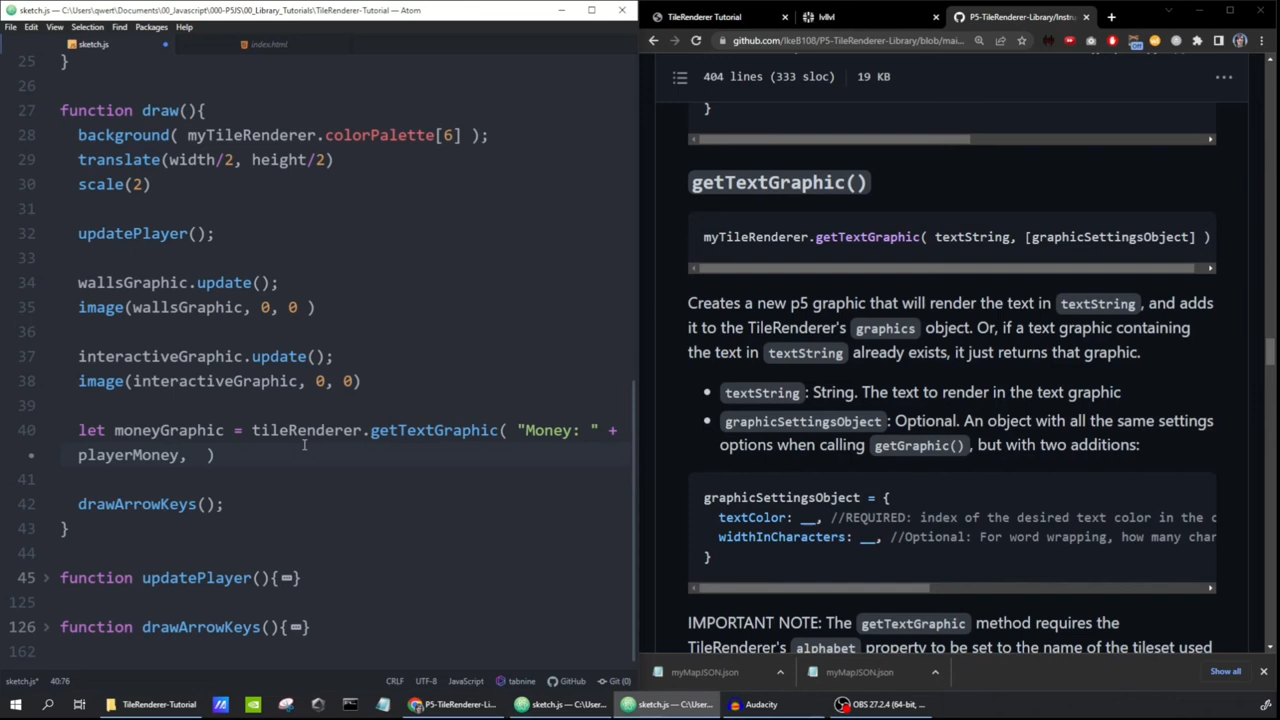 sketch.js — C:\Users\qwert\Documents\00_Javascript\000-P5JS\00_Library_Tutorials\TileRenderer-Tutorial — Atom
File Edit View Selection Find Packages Help
sketch.js index.html
25 }
26
27 function draw(){
28 background( myTileRenderer.colorPalette[6] );
29 translate(width/2, height/2)
30 scale(2)
31
32 updatePlayer();
33
34 wallsGraphic.update();
35 image(wallsGraphic, 0, 0 )
36
37 interactiveGraphic.update();
38 image(interactiveGraphic, 0, 0)
39
40 let moneyGraphic = tileRenderer.getTextGraphic( "Money: " +
• playerMoney,  )
41
42 drawArrowKeys();
43 }
44
45 function updatePlayer(){
125
126 function drawArrowKeys(){
162
sketch.js* 40:76 CRLF UTF-8 JavaScript tabnine GitHub Git (0)
TileRenderer Tutorial
P5-TileRenderer-Library/Instru
github.com/IkeB108/P5-TileRenderer-Library/blob/mai...
Off
404 lines (333 sloc) 19 KB
}
getTextGraphic()
myTileRenderer.getTextGraphic( textString, [graphicSettingsObject] )
Creates a new p5 graphic that will render the text in textString, and adds
it to the TileRenderer's graphics object. Or, if a text graphic containing
the text in textString already exists, it just returns that graphic.
• textString: String. The text to render in the text graphic
• graphicSettingsObject: Optional. An object with all the same settings
options when calling getGraphic(), but with two additions:
graphicSettingsObject = {
textColor: __, //REQUIRED: index of the desired text color in the c
widthInCharacters: __, //Optional: For word wrapping, how many char
}
IMPORTANT NOTE: The getTextGraphic method requires the
TileRenderer's alphabet property to be set to the name of the tileset used
myMapJSON.json myMapJSON.json Show all
TileRenderer-Tutorial P5-TileRenderer-Li... sketch.js — C:\Users... sketch.js — C:\Users... Audacity OBS 27.2.4 (64-bit, ...